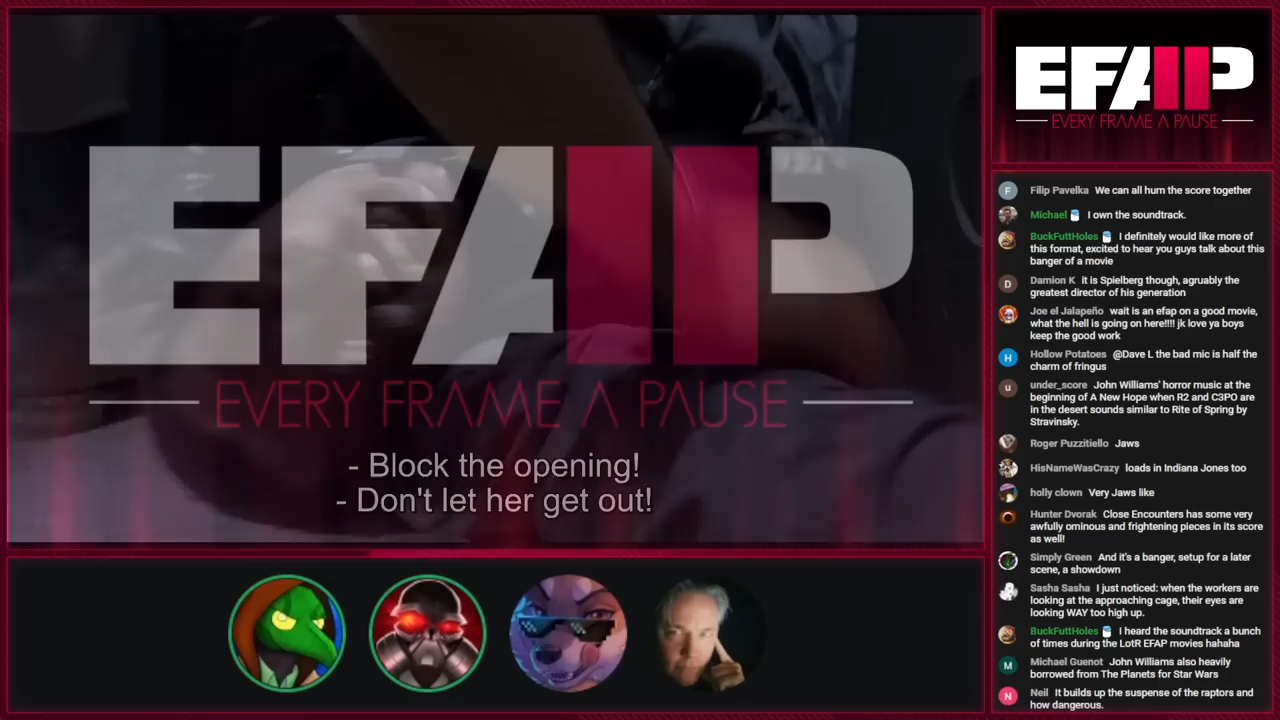 EFAP
EVERY FRAME A PAUSE
- Block the opening!
- Don't let her get out!
EFAP
EVERY FRAME A PAUSE
F Filip Pavelka We can all hum the score together
Michael I own the soundtrack.
BuckFuttHoles I definitely would like more of
this format, excited to hear you guys talk about this
banger of a movie
D Damion K it is Spielberg though, agruably the
greatest director of his generation
Joe el Jalapeño wait is an efap on a good movie,
what the hell is going on here!!!! jk love ya boys
keep the good work
H Hollow Potatoes @Dave L the bad mic is half the
charm of fringus
u under_score John Williams' horror music at the
beginning of A New Hope when R2 and C3PO are
in the desert sounds similar to Rite of Spring by
Stravinsky.
Roger Puzzitiello Jaws
HisNameWasCrazy loads in Indiana Jones too
holly clown Very Jaws like
Hunter Dvorak Close Encounters has some very
awfully ominous and frightening pieces in its score
as well!
Simply Green And it's a banger, setup for a later
scene, a showdown
Sasha Sasha I just noticed: when the workers are
looking at the approaching cage, their eyes are
looking WAY too high up.
BuckFuttHoles I heard the soundtrack a bunch
of times during the LotR EFAP movies hahaha
M Michael Guenot John Williams also heavily
borrowed from The Planets for Star Wars
N Neil It builds up the suspense of the raptors and
how dangerous.